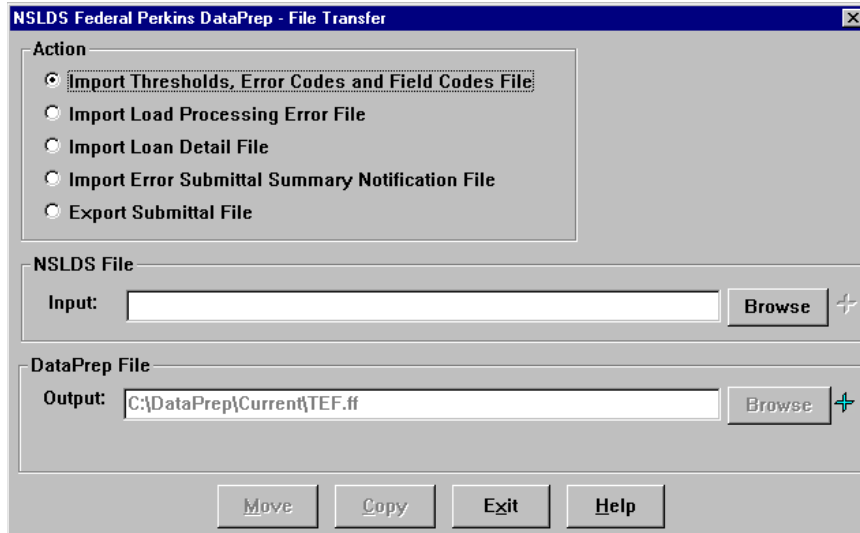 NSLDS Federal Perkins DataPrep - File Transfer
Action
Import Thresholds, Error Codes and Field Codes File
Import Load Processing Error File
Import Loan Detail File
Import Error Submittal Summary Notification File
Export Submittal File
NSLDS File
Input:
Browse
DataPrep File
Output:
C:\DataPrep\Current\TEF.ff
Browse
Move
Copy
Exit
Help